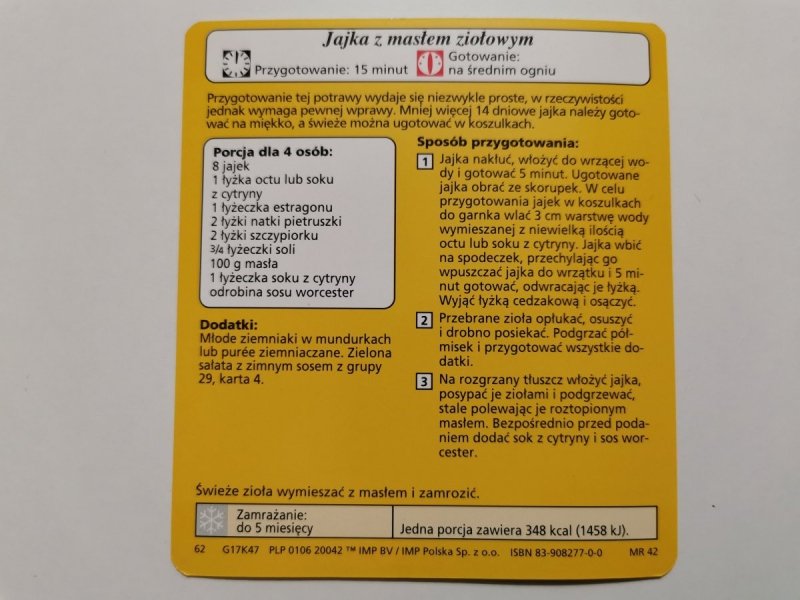 Jajka z masłem ziołowym
Przygotowanie: 15 minut
Gotowanie:
na średnim ogniu
Przygotowanie tej potrawy wydaje się niezwykle proste, w rzeczywistości
jednak wymaga pewnej wprawy. Mniej więcej 14 dniowe jajka należy goto-
wać na miękko, a świeże można ugotować w koszulkach.
Porcja dla 4 osób:
8 jajek
1 łyżka octu lub soku
z cytryny
1 łyżeczka estragonu
2 łyżki natki pietruszki
2 łyżki szczypiorku
3/4 łyżeczki soli
100 g masła
1 łyżeczka soku z cytryny
odrobina sosu worcester
Dodatki:
Młode ziemniaki w mundurkach
lub purée ziemniaczane. Zielona
sałata z zimnym sosem z grupy
29, karta 4.
Sposób przygotowania:
1 Jajka nakłuć, włożyć do wrzącej wo-
dy i gotować 5 minut. Ugotowane
jajka obrać ze skorupek. W celu
przygotowania jajek w koszulkach
do garnka wlać 3 cm warstwę wody
wymieszanej z niewielką ilością
octu lub soku z cytryny. Jajka wbić
na spodeczek, przechylając go
wpuszczać jajka do wrzątku i 5 mi-
nut gotować, odwracając je łyżką.
Wyjąć łyżką cedzakową i osączyć.
2 Przebrane zioła opłukać, osuszyć
i drobno posiekać. Podgrzać pół-
misek i przygotować wszystkie do-
datki.
3 Na rozgrzany tłuszcz włożyć jajka,
posypać je ziołami i podgrzewać,
stale polewając je roztopionym
masłem. Bezpośrednio przed poda-
niem dodać sok z cytryny i sos wor-
cester.
Świeże zioła wymieszać z masłem i zamrozić.
Zamrażanie:
do 5 miesięcy
Jedna porcja zawiera 348 kcal (1458 kJ).
62 G17K47 PLP 0106 20042 ™ IMP BV / IMP Polska Sp. z o.o. ISBN 83-908277-0-0 MR 42